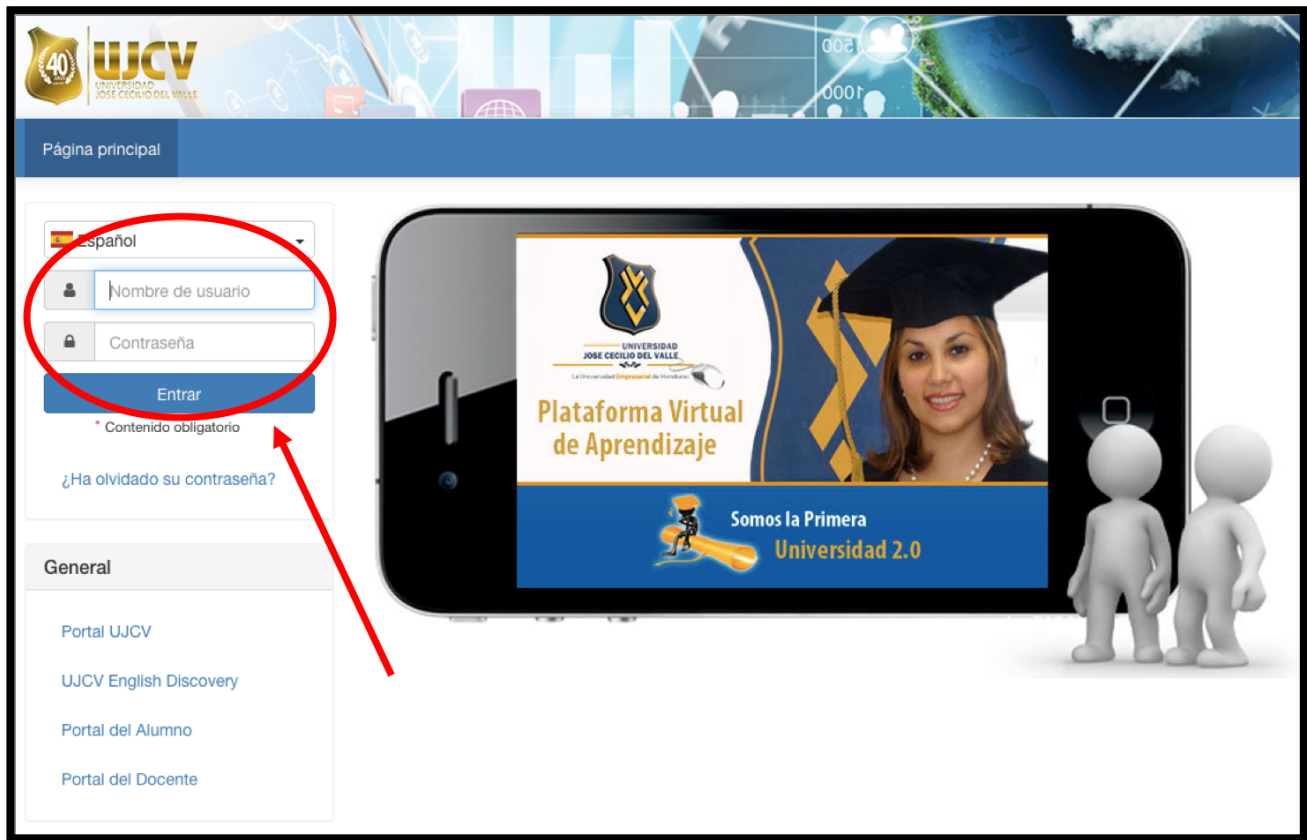 40
UJCV
UNIVERSIDAD
JOSÉ CECILIO DEL VALLE
1500
1000
Página principal
Español
Nombre de usuario
Contraseña
Entrar
* Contenido obligatorio
¿Ha olvidado su contraseña?
General
Portal UJCV
UJCV English Discovery
Portal del Alumno
Portal del Docente
UNIVERSIDAD
JOSE CECILIO DEL VALLE
La Universidad Empresarial de Honduras
Plataforma Virtual
de Aprendizaje
Somos la Primera
Universidad 2.0